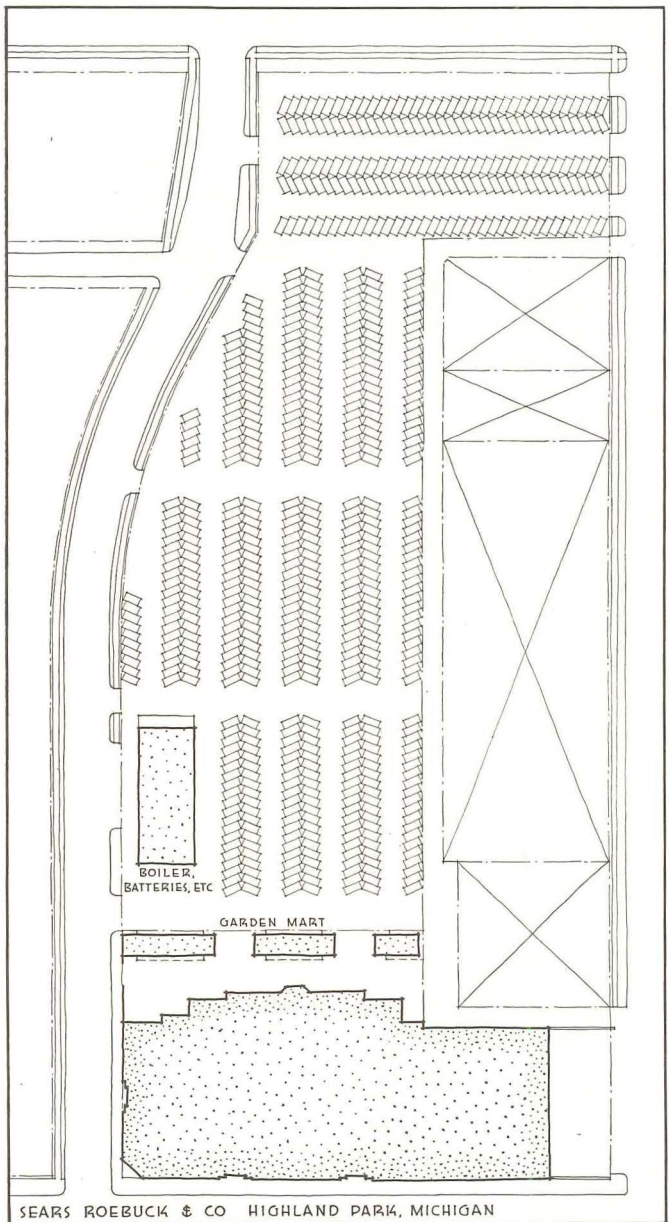 BOILER,
BATTERIES, ETC
GARDEN MART
SEARS ROEBUCK & CO HIGHLAND PARK, MICHIGAN